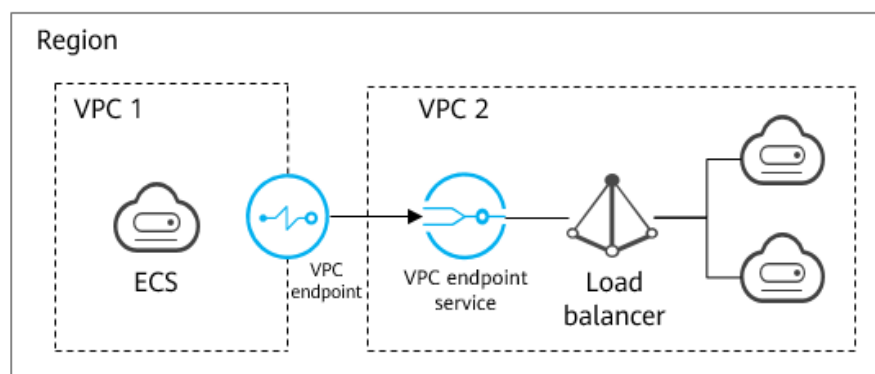 Region
VPC 1
VPC 2
ECS
VPC
endpoint
VPC endpoint
service
Load
balancer